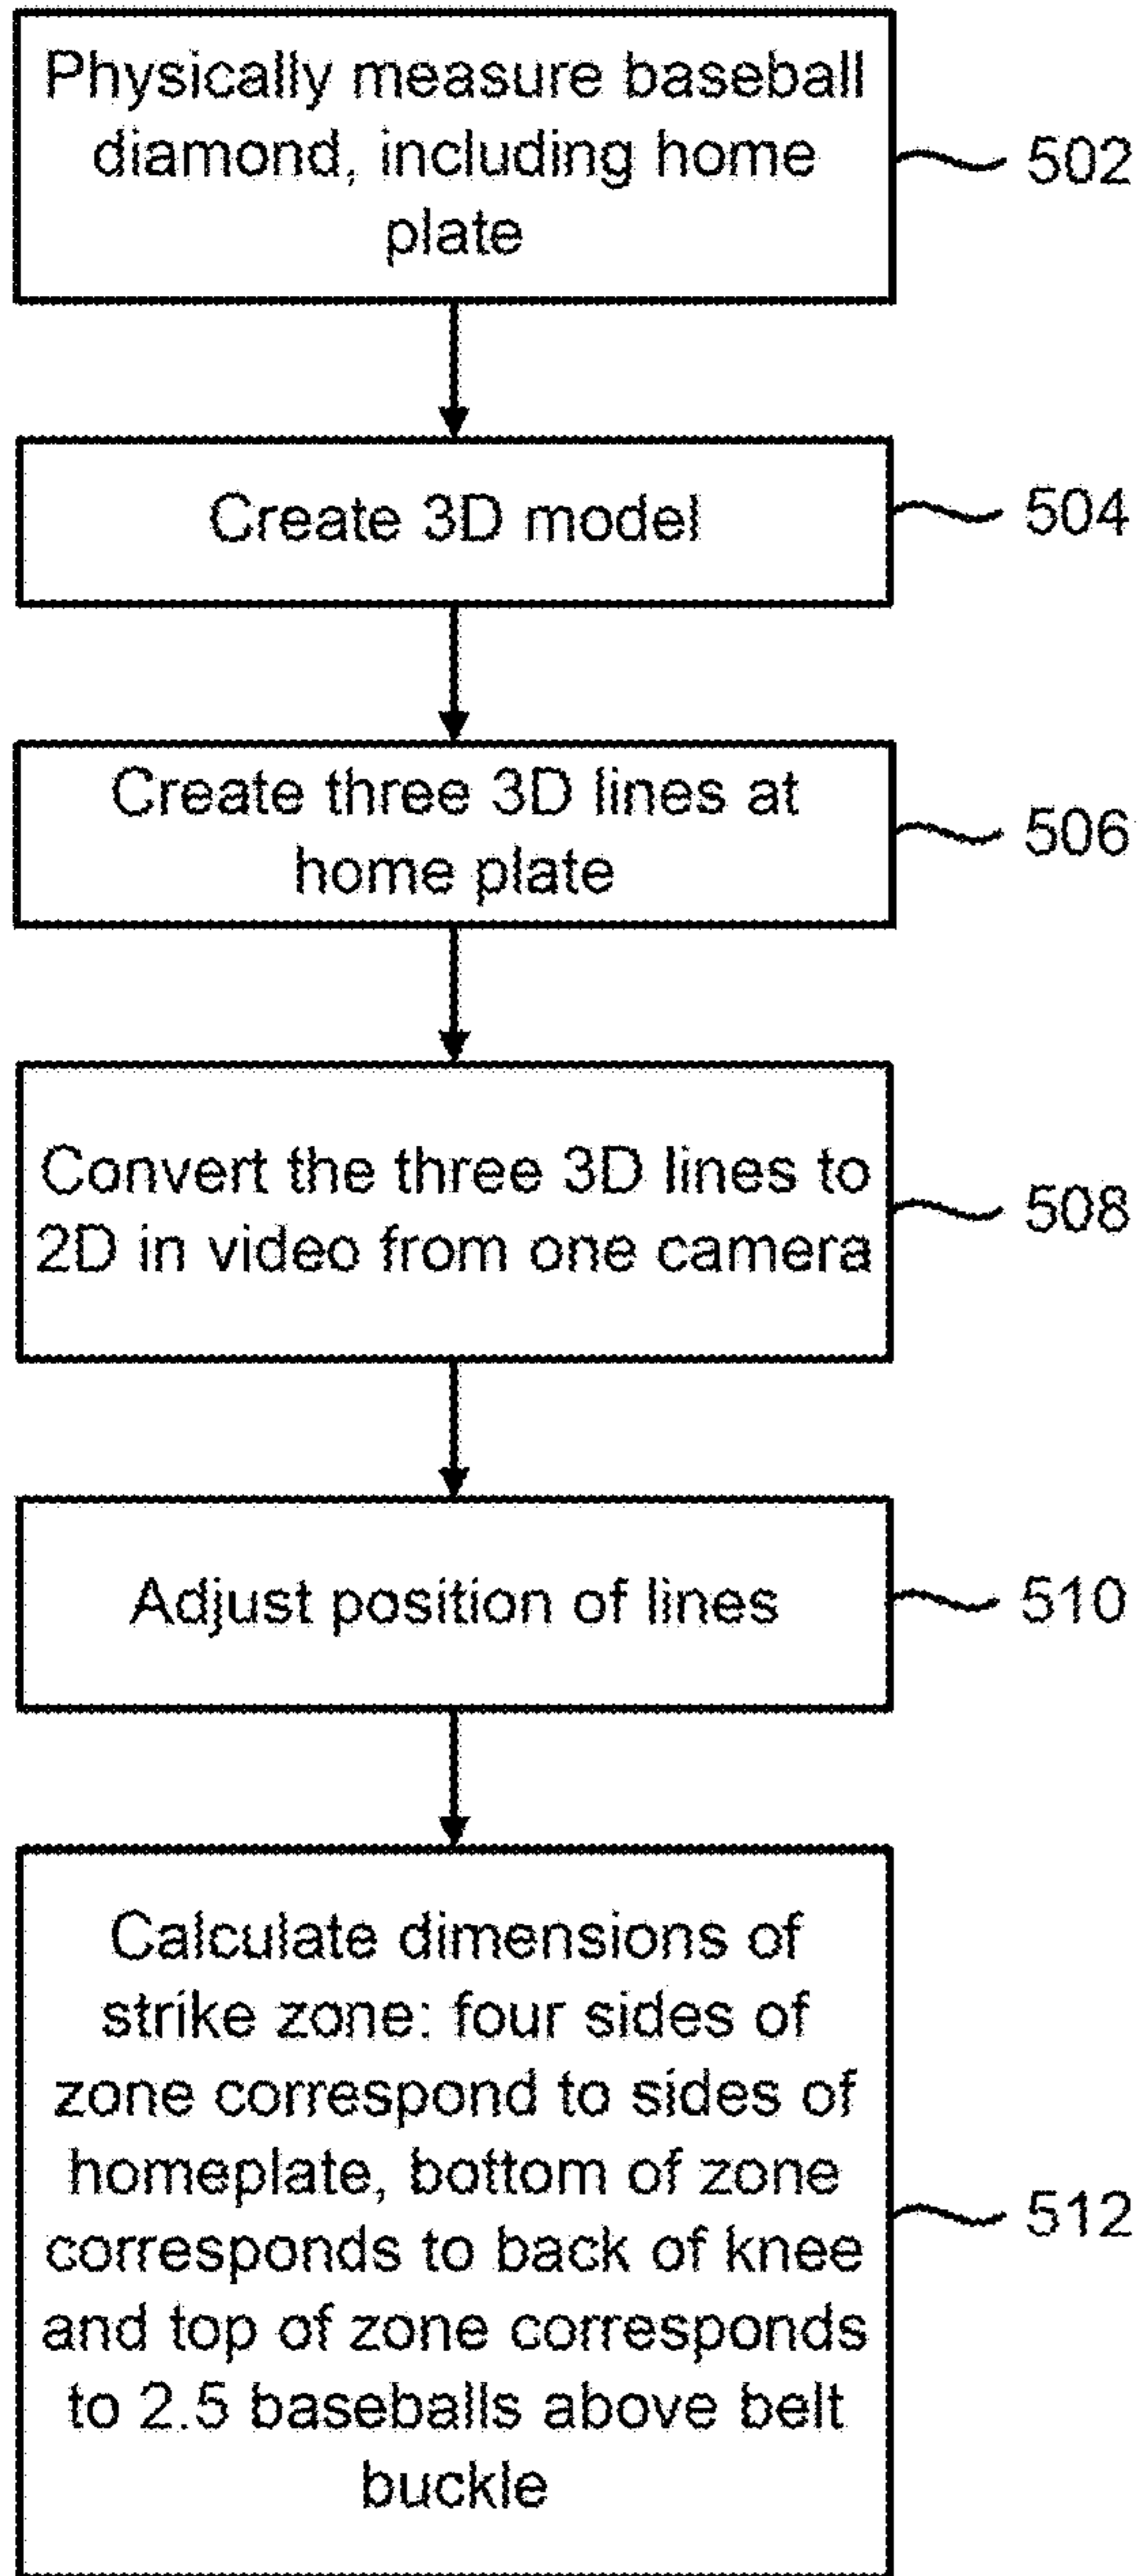 Physically measure baseball
diamond, including home
plate
502
Create 3D model
504
Create three 3D lines at
home plate
506
Convert the three 3D lines to
2D in video from one camera
508
Adjust position of lines
510
Calculate dimensions of
strike zone: four sides of
zone correspond to sides of
homeplate, bottom of zone
corresponds to back of knee
and top of zone corresponds
to 2.5 baseballs above belt
buckle
512